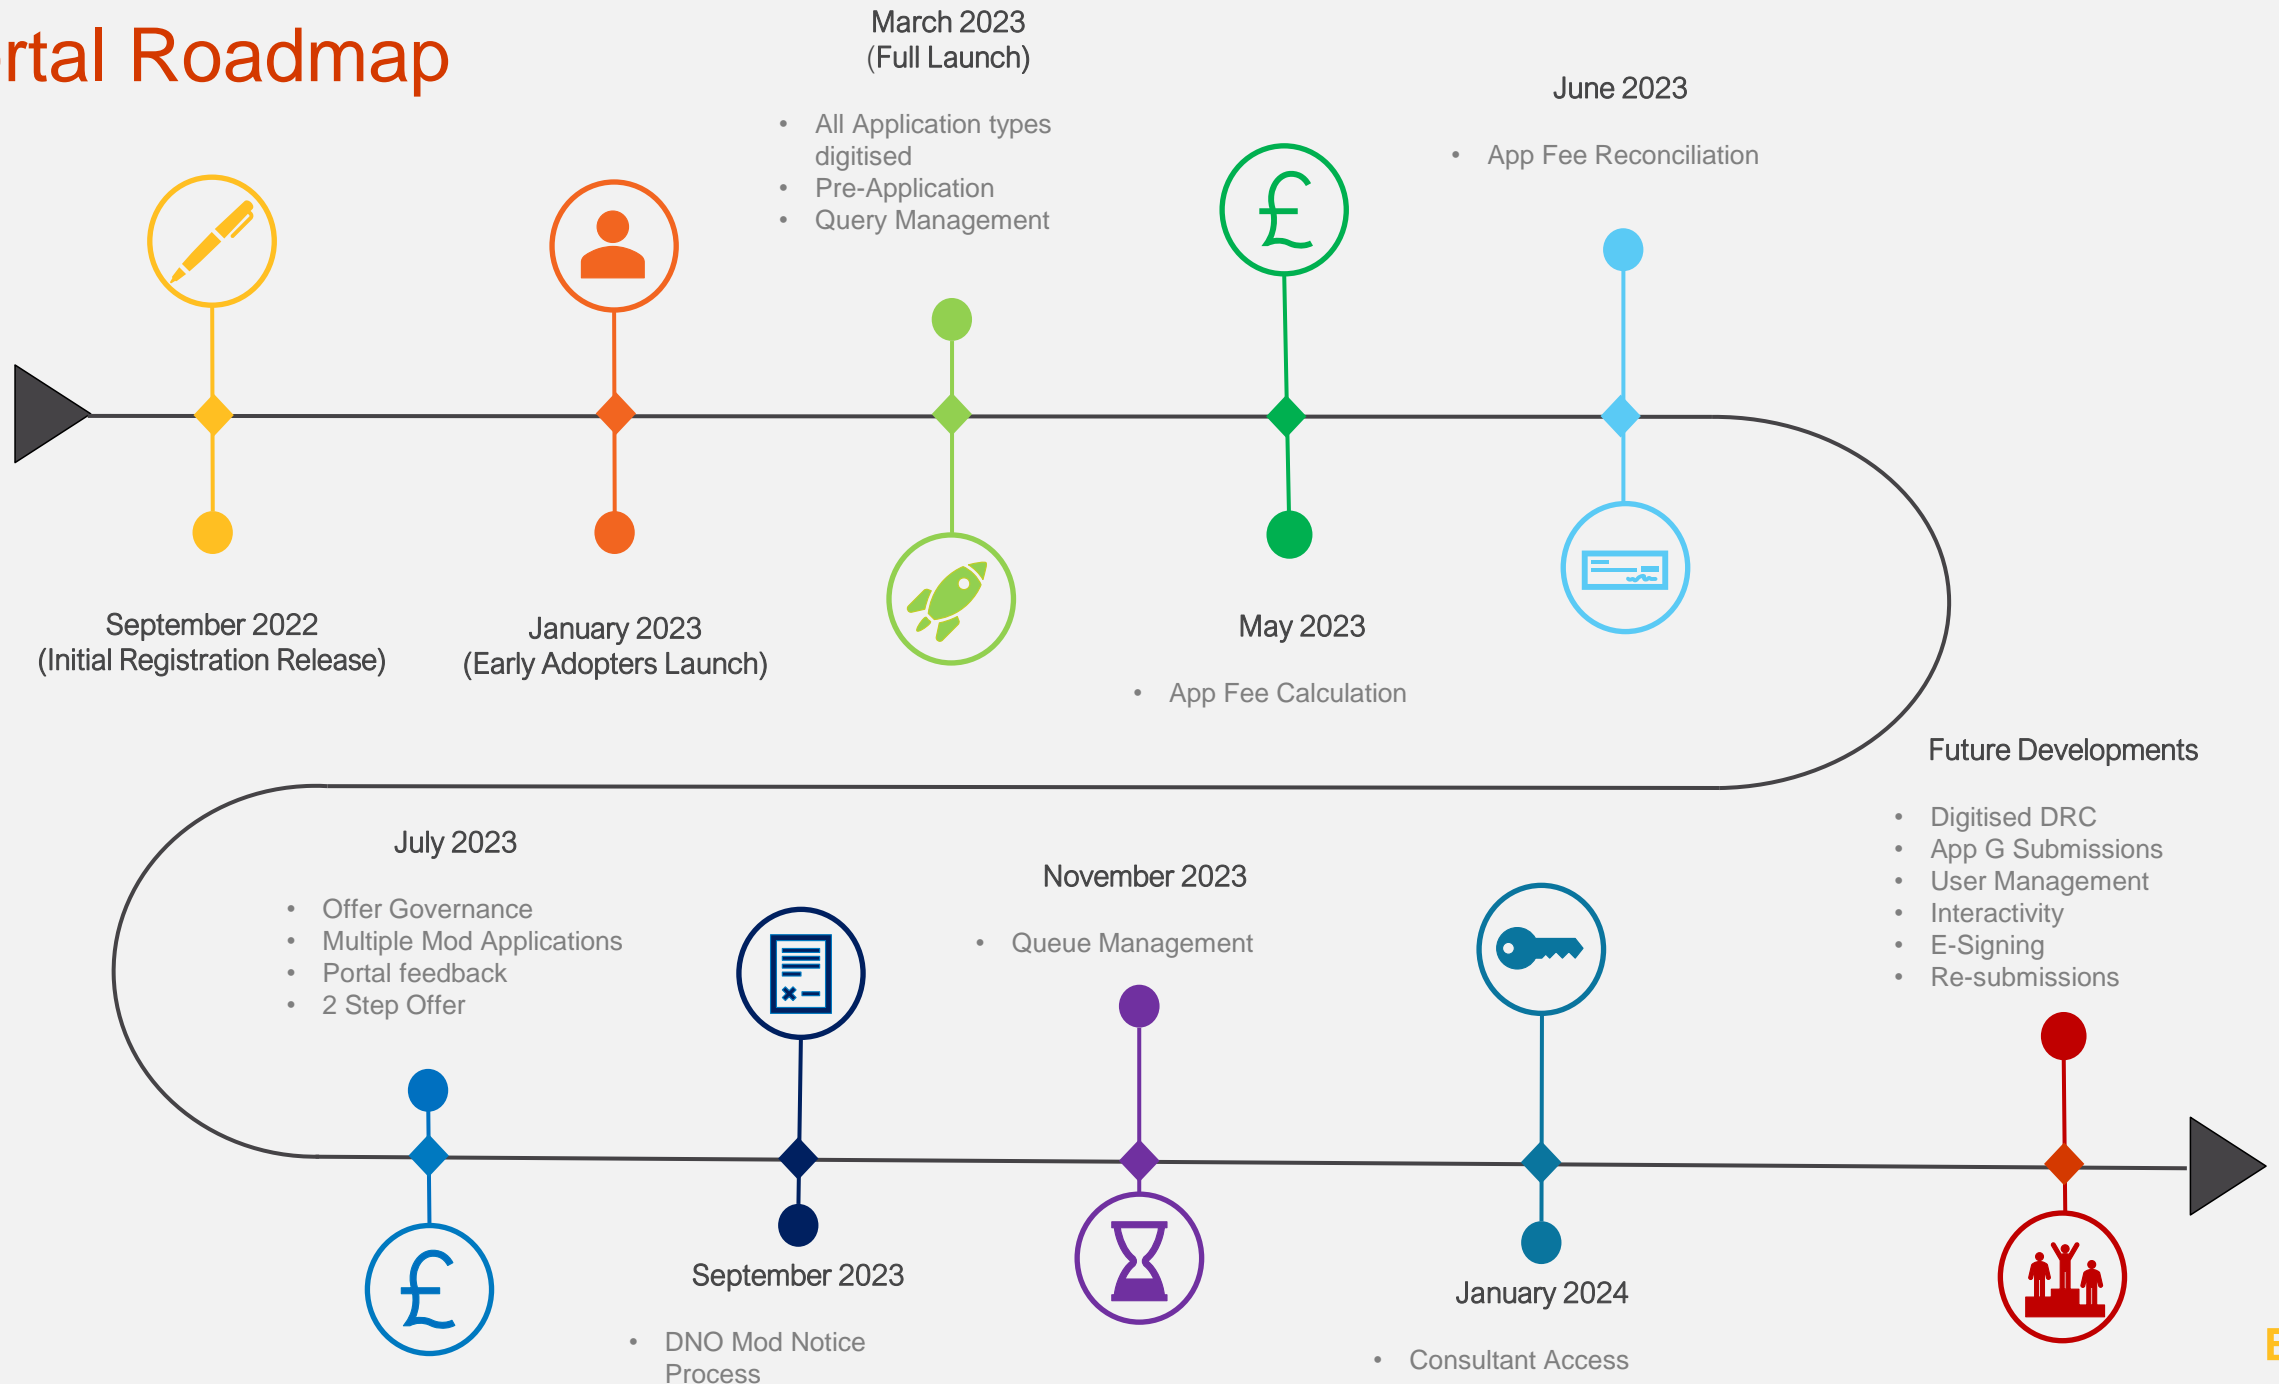 rtal Roadmap
September 2022
(Initial Registration Release)
January 2023
(Early Adopters Launch)
March 2023
(Full Launch)
• All Application types
digitised
• Pre-Application
• Query Management
£
May 2023
• App Fee Calculation
June 2023
• App Fee Reconciliation
July 2023
• Offer Governance
• Multiple Mod Applications
• Portal feedback
• 2 Step Offer
£
September 2023
• DNO Mod Notice
Process
November 2023
• Queue Management
January 2024
• Consultant Access
Future Developments
• Digitised DRC
• App G Submissions
• User Management
• Interactivity
• E-Signing
• Re-submissions